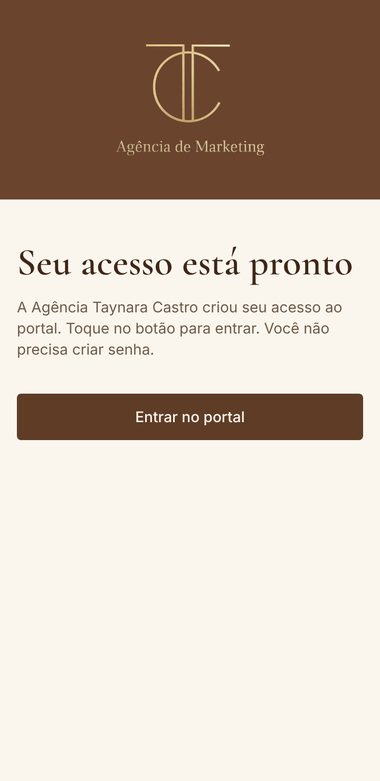 Agência de Marketing
Seu acesso está pronto
A Agência Taynara Castro criou seu acesso ao
portal. Toque no botão para entrar. Você não
precisa criar senha.
Entrar no portal